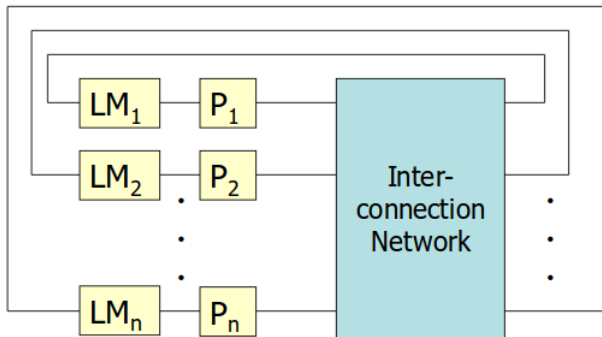 LM₁ P₁
LM₂ P₂
Inter-
connection
Network
LMₙ Pₙ